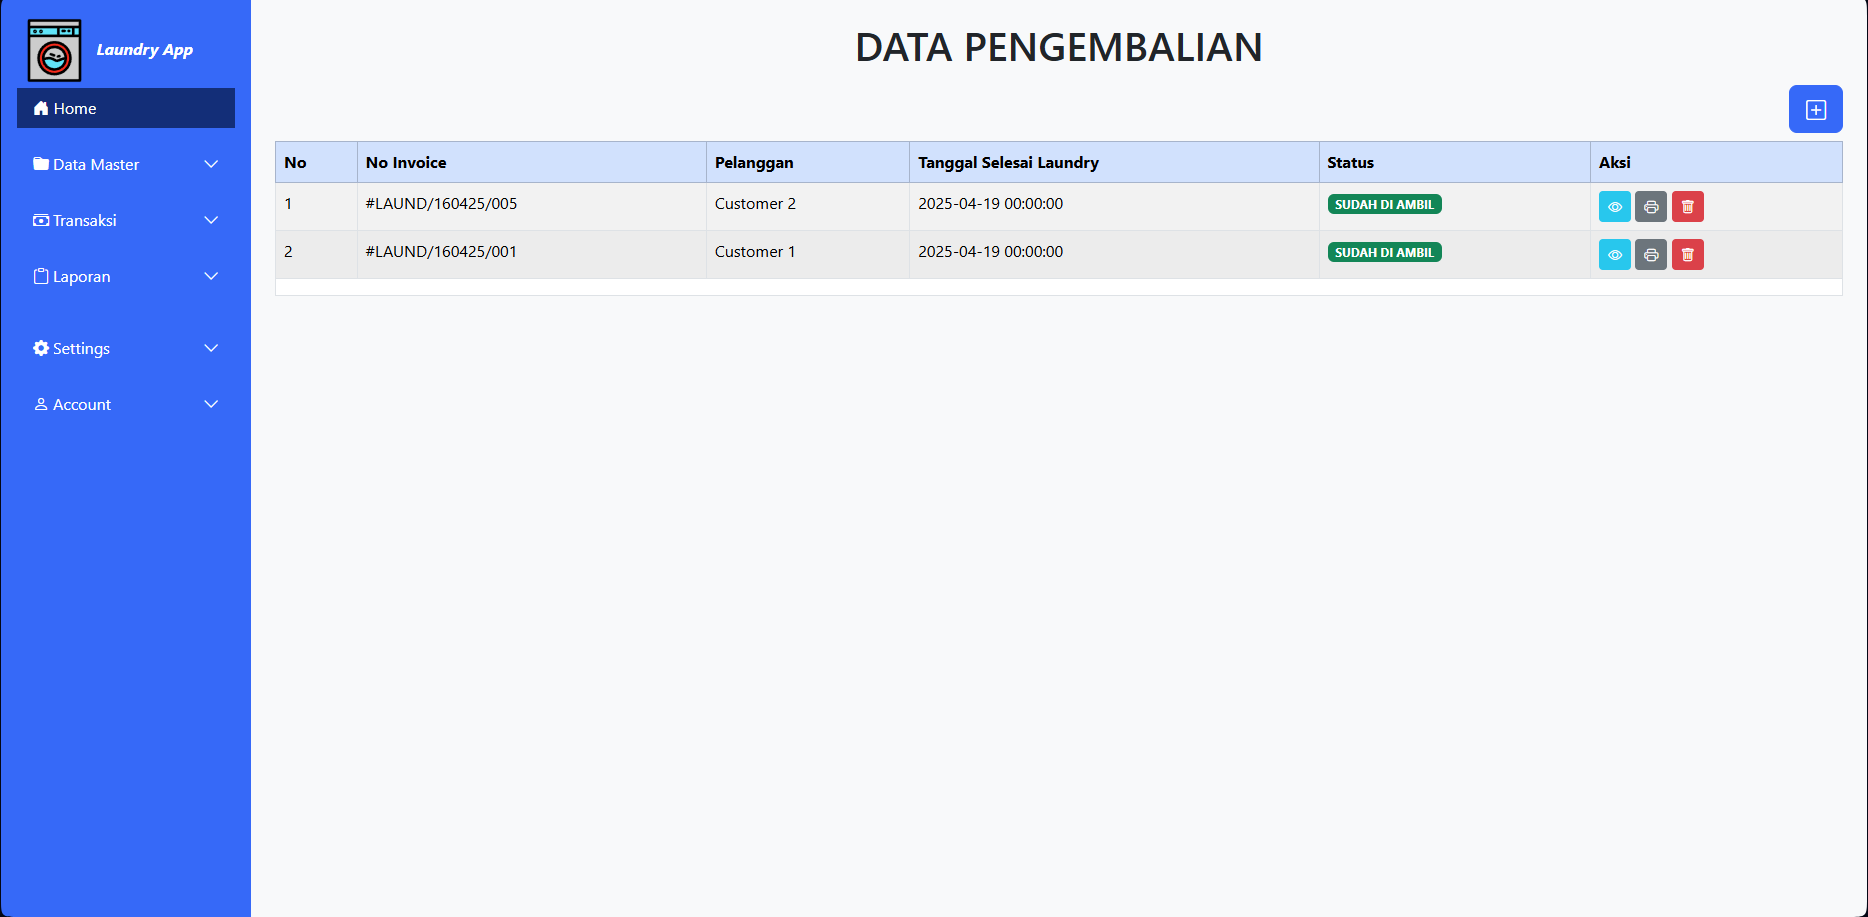 Laundry App
Home
Data Master
Transaksi
Laporan
Settings
Account
DATA PENGEMBALIAN
No No Invoice Pelanggan Tanggal Selesai Laundry Status Aksi
1 #LAUND/160425/005 Customer 2 2025-04-19 00:00:00 SUDAH DI AMBIL
2 #LAUND/160425/001 Customer 1 2025-04-19 00:00:00 SUDAH DI AMBIL